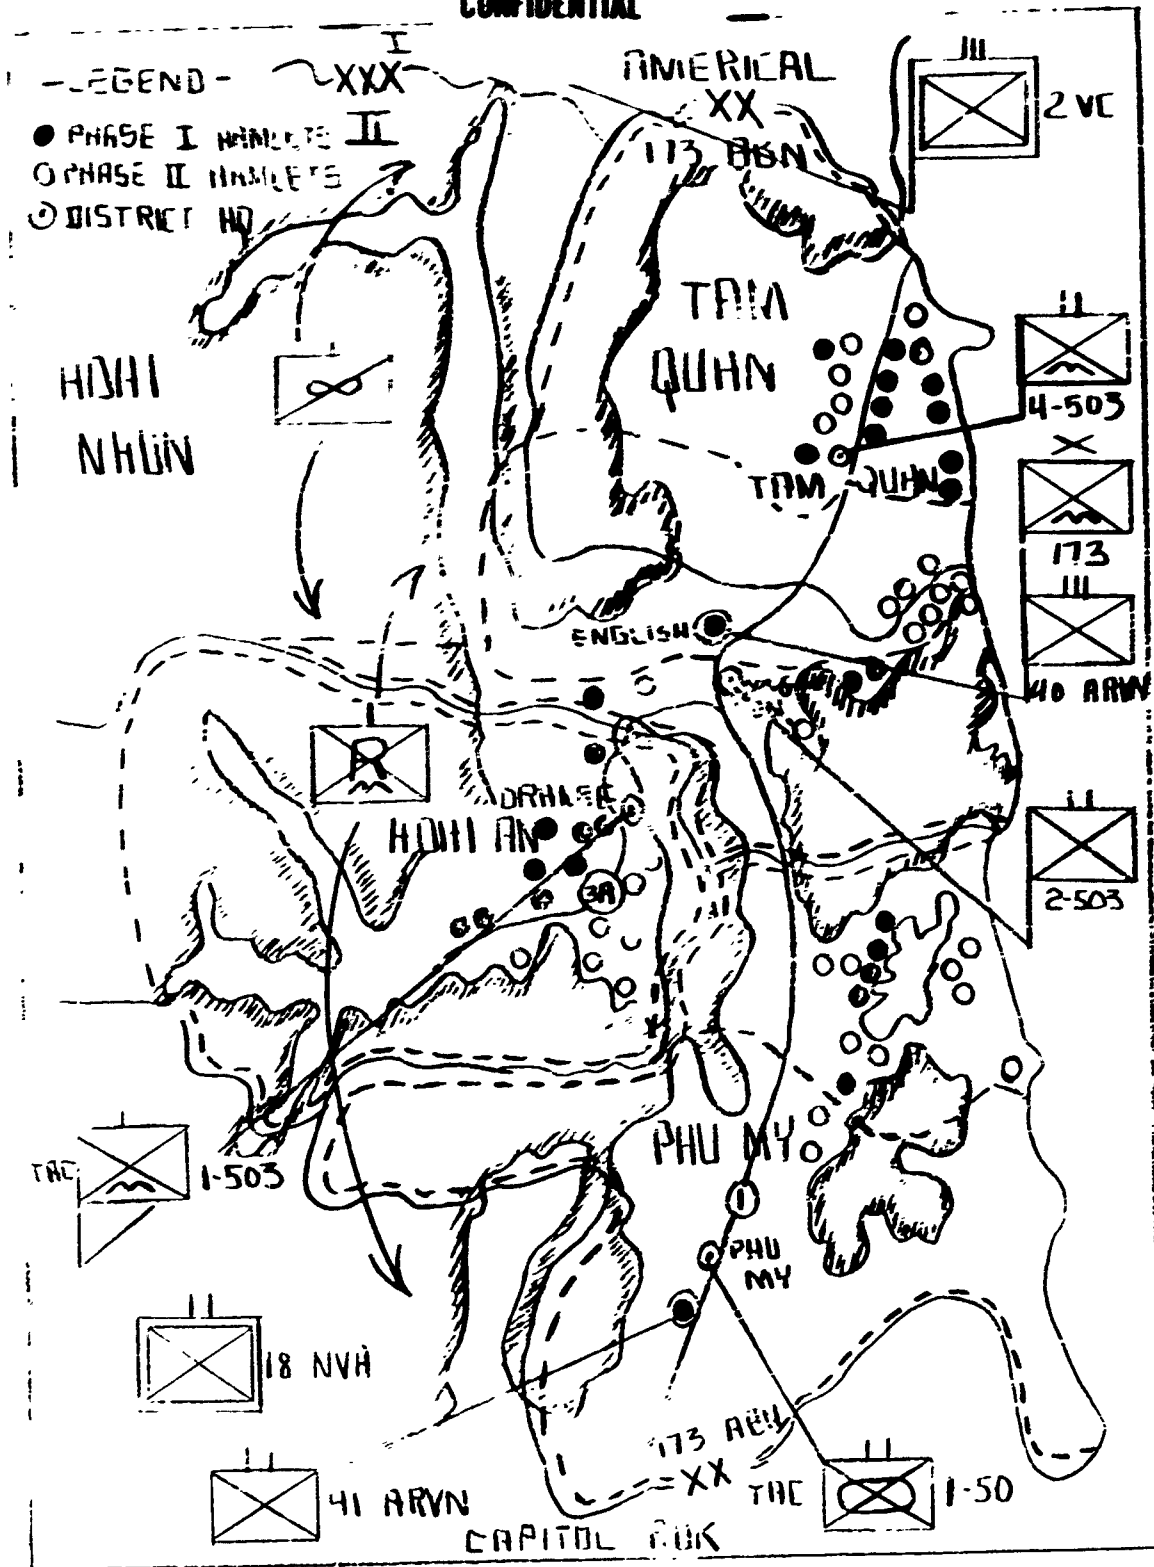 CONFIDENTIAL
I
XXX
II
-LEGEND-
● PHASE I HAMLETS
○ PHASE II HAMLETS
⊙ DISTRICT HQ
AMERICAL
XX
173 ABN
III
2 VC
TAM
QUAN
HOAI
NHON
II
4-503
X
173
III
40 ARVN
TAM QUAN
ENGLISH
R
HOAI AN
3A
II
2-503
PHU MY
I
TAC
1-503
1
PHU
MY
II
18 NVA
II
41 ARVN
173 ABN
XX
TAC
II
1-50
CAPITOL ROK